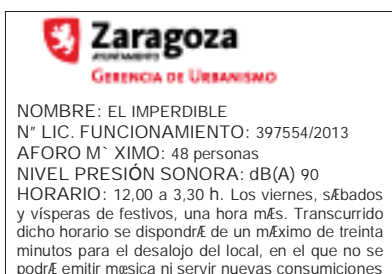 Zaragoza
AYUNTAMIENTO
GERENCIA DE URBANISMO
NOMBRE: EL IMPERDIBLE
N" LIC. FUNCIONAMIENTO: 397554/2013
AFORO M` XIMO: 48 personas
NIVEL PRESIÓN SONORA: dB(A) 90
HORARIO: 12,00 a 3,30 h. Los viernes, sÆbados
y vísperas de festivos, una hora mÆs. Transcurrido
dicho horario se dispondrÆ de un mÆximo de treinta
minutos para el desalojo del local, en el que no se
podrÆ emitir mœsica ni servir nuevas consumiciones